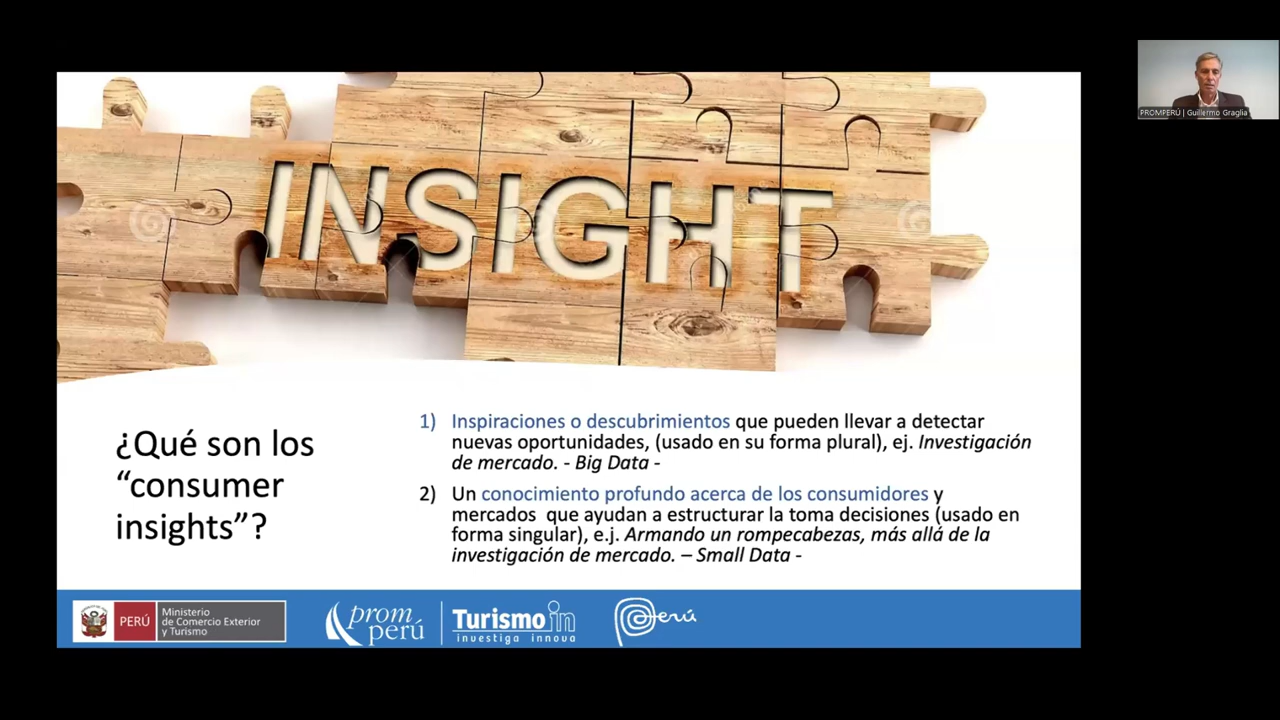 PROMPERÚ | Guillermo Graglia
INSIGHT
¿Qué son los
“consumer
insights”?
1) Inspiraciones o descubrimientos que pueden llevar a detectar
nuevas oportunidades, (usado en su forma plural), ej. Investigación
de mercado. - Big Data -
2) Un conocimiento profundo acerca de los consumidores y
mercados que ayudan a estructurar la toma decisiones (usado en
forma singular), e.j. Armando un rompecabezas, más allá de la
investigación de mercado. – Small Data -
PERÚ
Ministerio
de Comercio Exterior
y Turismo
prom
perú
Turismo in
investiga innova
Perú